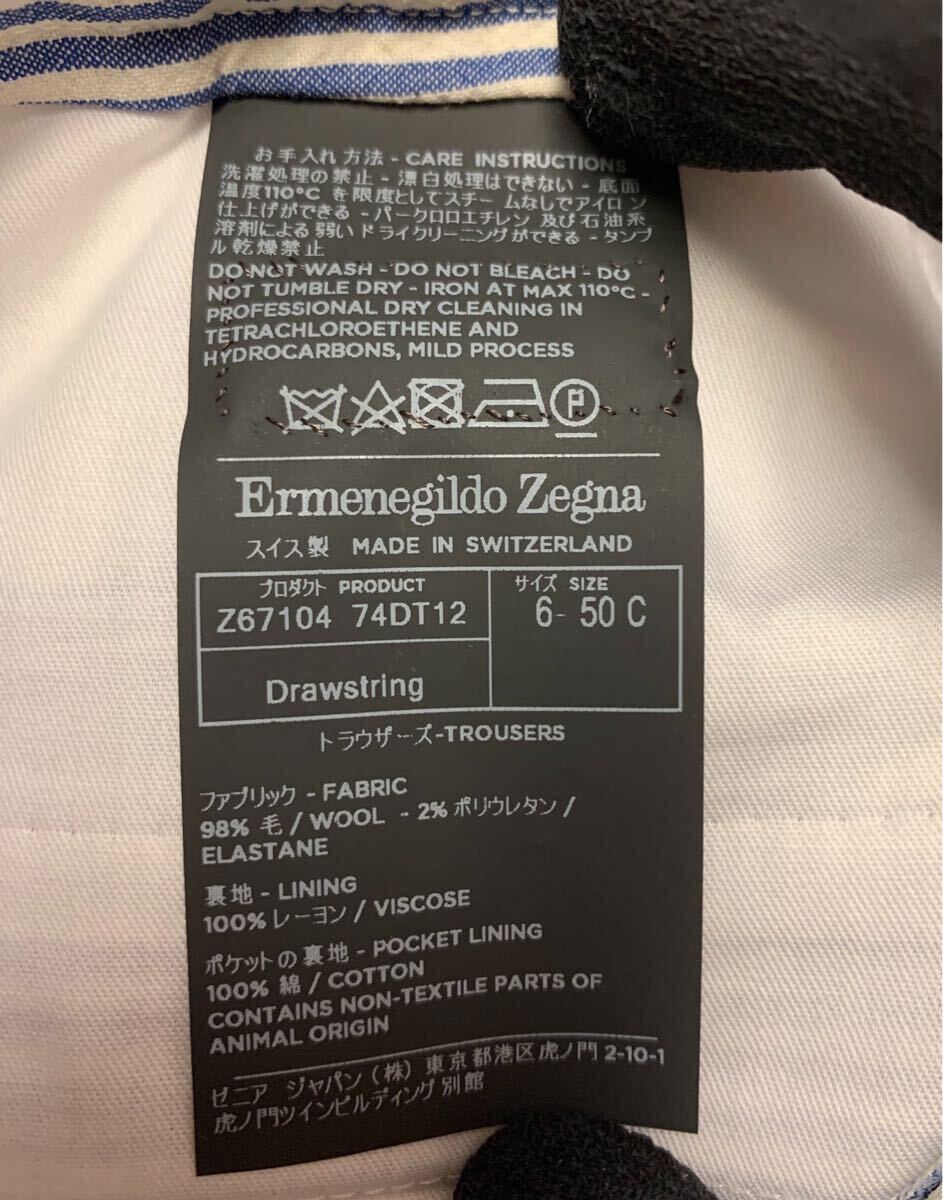 お手入れ方法 - CARE INSTRUCTIONS
洗濯処理の禁止 - 漂白処理はできない - 底面
温度110°C を限度としてスチームなしでアイロン
仕上げができる - パークロロエチレン 及び石油系
溶剤による弱い ドライクリーニングができる - タンブ
ル乾燥禁止
DO NOT WASH - DO NOT BLEACH - DO
NOT TUMBLE DRY - IRON AT MAX 110°C -
PROFESSIONAL DRY CLEANING IN
TETRACHLOROETHENE AND
HYDROCARBONS, MILD PROCESS
P
Ermenegildo Zegna
スイス製 MADE IN SWITZERLAND
プロダクト PRODUCT
Z67104 74DT12
サイズ SIZE
6- 50 C
Drawstring
トラウザーズ-TROUSERS
ファブリック - FABRIC
98% 毛 / WOOL - 2% ポリウレタン /
ELASTANE
裏地 - LINING
100% レーヨン / VISCOSE
ポケットの裏地 - POCKET LINING
100% 綿 / COTTON
CONTAINS NON-TEXTILE PARTS OF
ANIMAL ORIGIN
ゼニア ジャパン (株) 東京都港区虎ノ門 2-10-1
虎ノ門ツインビルディング 別館